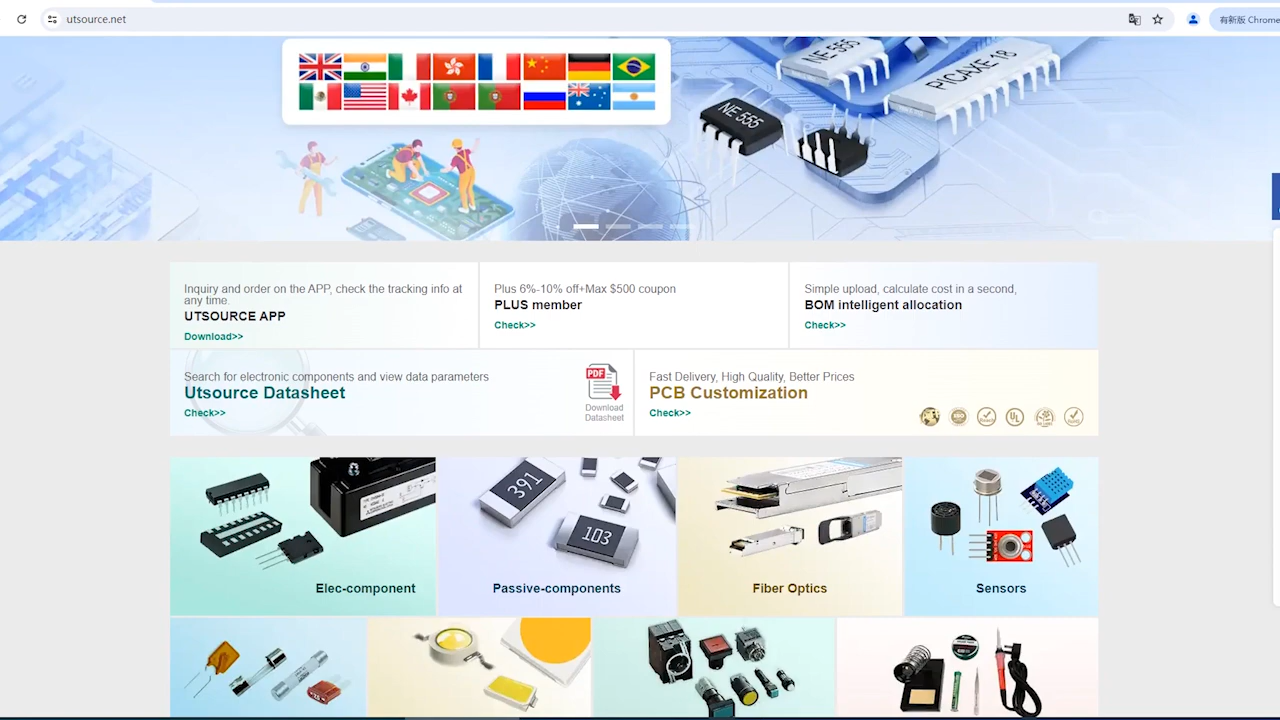 utsource.net
有新版 Chrome
NE 555
PICAXE-18
NE 555
Inquiry and order on the APP, check the tracking info at
any time.
UTSOURCE APP
Download>>
Plus 6%-10% off+Max $500 coupon
PLUS member
Check>>
Simple upload, calculate cost in a second,
BOM intelligent allocation
Check>>
Search for electronic components and view data parameters
Utsource Datasheet
Check>>
PDF
Download
Datasheet
Fast Delivery, High Quality, Better Prices
PCB Customization
Check>>
391
103
Elec-component
Passive-components
Fiber Optics
Sensors